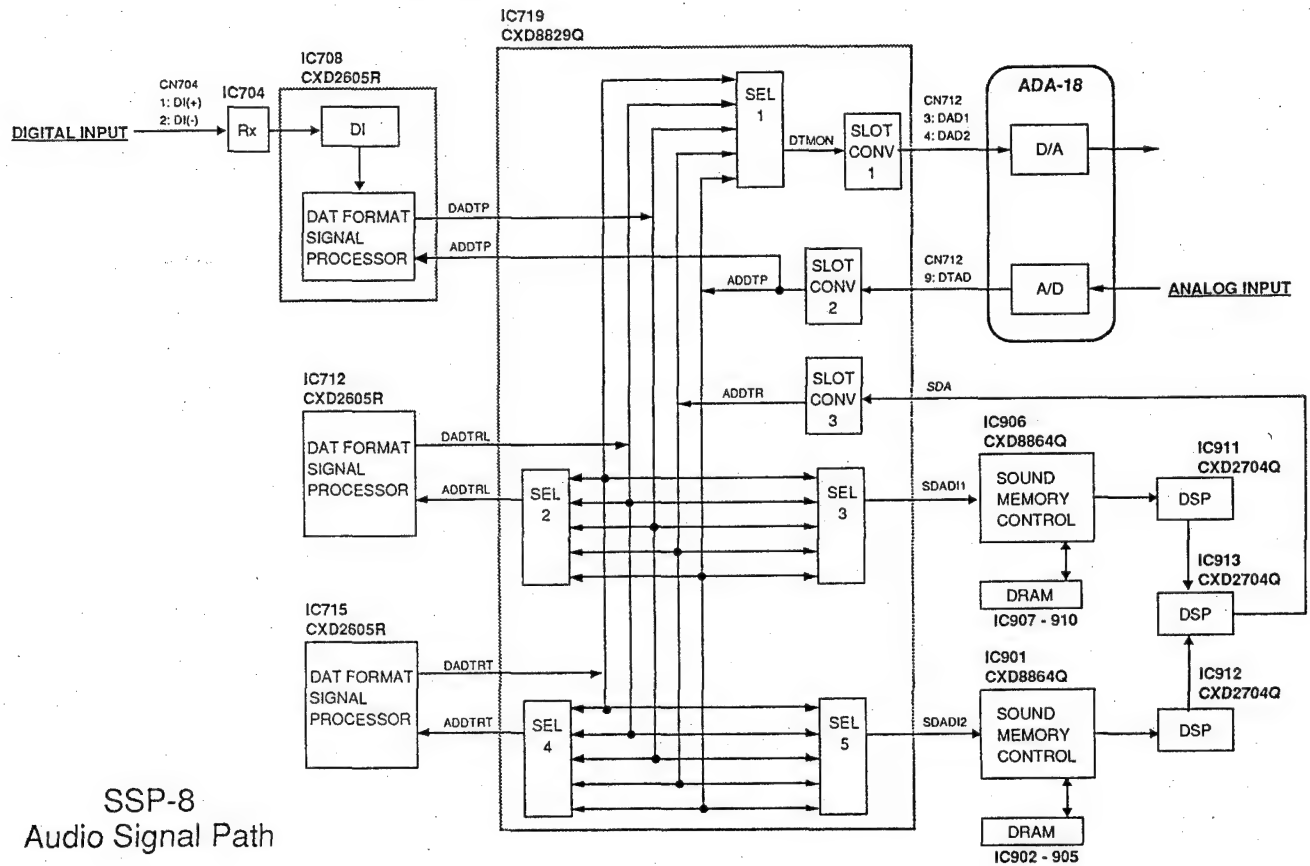 IC719
CXD8829Q
IC708
CXD2605R
CN704
1: DI(+)
2: DI(-)
IC704
DIGITAL INPUT
Rx
DI
DAT FORMAT
SIGNAL
PROCESSOR
DADTP
ADDTP
SEL
1
DTMON
SLOT
CONV
1
CN712
3: DAD1
4: DAD2
ADA-18
D/A
ADDTP
SLOT
CONV
2
CN712
9: DTAD
A/D
ANALOG INPUT
ADDTR
SLOT
CONV
3
SDA
IC712
CXD2605R
DAT FORMAT
SIGNAL
PROCESSOR
DADTRL
ADDTRL
SEL
2
SEL
3
SDADI1
IC906
CXD8864Q
SOUND
MEMORY
CONTROL
DRAM
IC907 - 910
IC911
CXD2704Q
DSP
IC913
CXD2704Q
DSP
IC715
CXD2605R
DAT FORMAT
SIGNAL
PROCESSOR
DADTRT
ADDTRT
SEL
4
SEL
5
SDADI2
IC901
CXD8864Q
SOUND
MEMORY
CONTROL
DRAM
IC902 - 905
IC912
CXD2704Q
DSP
SSP-8
Audio Signal Path